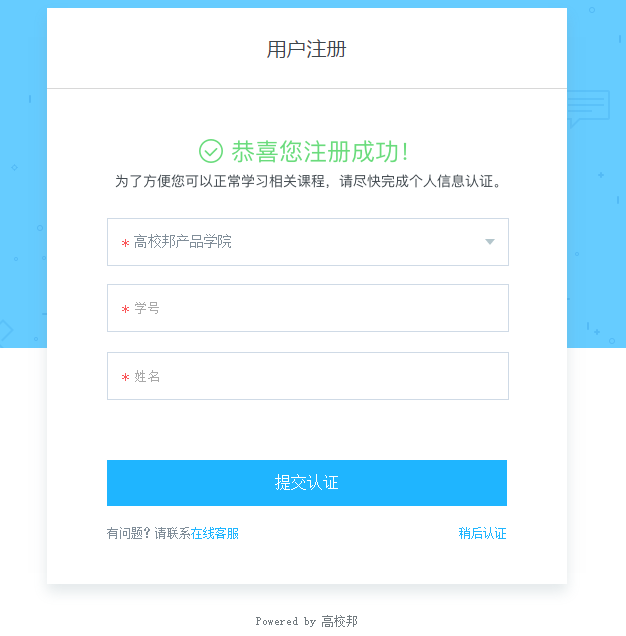 用户注册
恭喜您注册成功!
为了方便您可以正常学习相关课程，请尽快完成个人信息认证。
* 高校邦产品学院
* 学号
* 姓名
提交认证
有问题？请联系在线客服 稍后认证
Powered by 高校邦